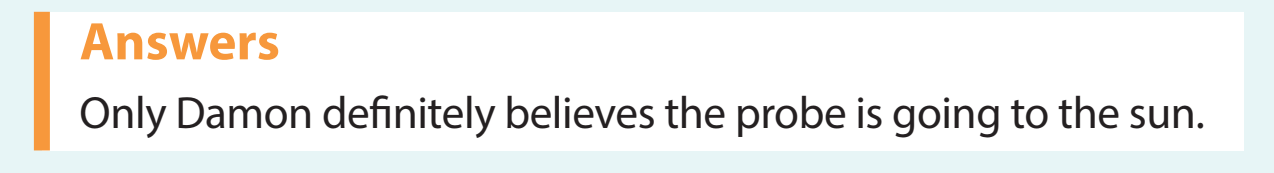 Answers
Only Damon definitely believes the probe is going to the sun.